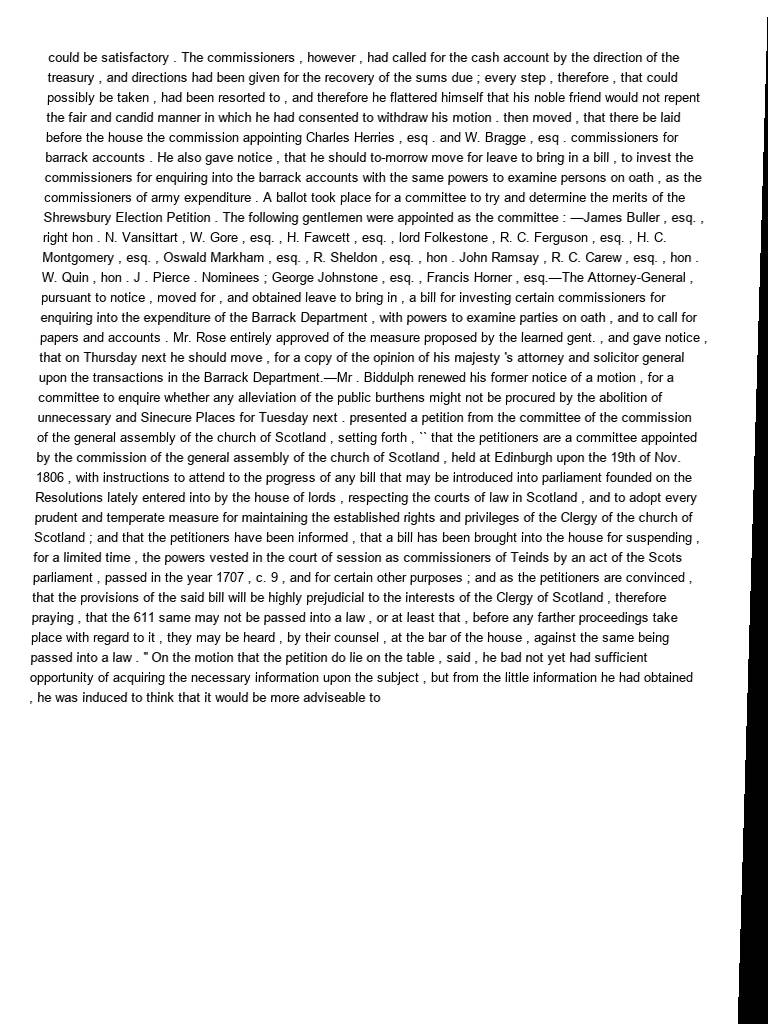 could be satisfactory . The commissioners , however , had called for the cash account by the direction of the
treasury , and directions had been given for the recovery of the sums due ; every step , therefore , that could
possibly be taken , had been resorted to , and therefore he flattered himself that his noble friend would not repent
the fair and candid manner in which he had consented to withdraw his motion . then moved , that there be laid
before the house the commission appointing Charles Herries , esq . and W. Bragge , esq . commissioners for
barrack accounts . He also gave notice , that he should to-morrow move for leave to bring in a bill , to invest the
commissioners for enquiring into the barrack accounts with the same powers to examine persons on oath , as the
commissioners of army expenditure . A ballot took place for a committee to try and determine the merits of the
Shrewsbury Election Petition . The following gentlemen were appointed as the committee : —James Buller , esq. ,
right hon . N. Vansittart , W. Gore , esq. , H. Fawcett , esq. , lord Folkestone , R. C. Ferguson , esq. , H. C.
Montgomery , esq. , Oswald Markham , esq. , R. Sheldon , esq. , hon . John Ramsay , R. C. Carew , esq. , hon .
W. Quin , hon . J . Pierce . Nominees ; George Johnstone , esq. , Francis Horner , esq.—The Attorney-General ,
pursuant to notice , moved for , and obtained leave to bring in , a bill for investing certain commissioners for
enquiring into the expenditure of the Barrack Department , with powers to examine parties on oath , and to call for
papers and accounts . Mr. Rose entirely approved of the measure proposed by the learned gent. , and gave notice ,
that on Thursday next he should move , for a copy of the opinion of his majesty 's attorney and solicitor general
upon the transactions in the Barrack Department.—Mr . Biddulph renewed his former notice of a motion , for a
committee to enquire whether any alleviation of the public burthens might not be procured by the abolition of
unnecessary and Sinecure Places for Tuesday next . presented a petition from the committee of the commission
of the general assembly of the church of Scotland , setting forth , `` that the petitioners are a committee appointed
by the commission of the general assembly of the church of Scotland , held at Edinburgh upon the 19th of Nov.
1806 , with instructions to attend to the progress of any bill that may be introduced into parliament founded on the
Resolutions lately entered into by the house of lords , respecting the courts of law in Scotland , and to adopt every
prudent and temperate measure for maintaining the established rights and privileges of the Clergy of the church of
Scotland ; and that the petitioners have been informed , that a bill has been brought into the house for suspending ,
for a limited time , the powers vested in the court of session as commissioners of Teinds by an act of the Scots
parliament , passed in the year 1707 , c. 9 , and for certain other purposes ; and as the petitioners are convinced ,
that the provisions of the said bill will be highly prejudicial to the interests of the Clergy of Scotland , therefore
praying , that the 611 same may not be passed into a law , or at least that , before any farther proceedings take
place with regard to it , they may be heard , by their counsel , at the bar of the house , against the same being
passed into a law . '' On the motion that the petition do lie on the table , said , he bad not yet had sufficient
opportunity of acquiring the necessary information upon the subject , but from the little information he had obtained
, he was induced to think that it would be more adviseable to